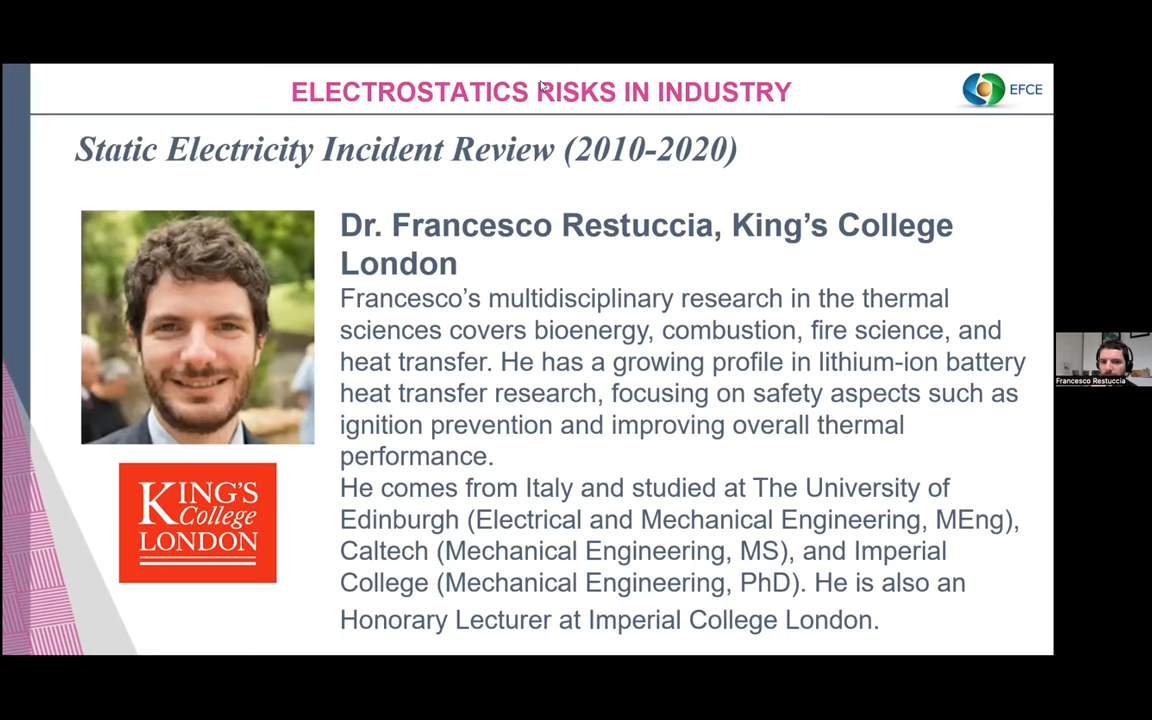 ELECTROSTATICS RISKS IN INDUSTRY
EFCE
Static Electricity Incident Review (2010-2020)
Dr. Francesco Restuccia, King's College
London
Francesco's multidisciplinary research in the thermal
sciences covers bioenergy, combustion, fire science, and
heat transfer. He has a growing profile in lithium-ion battery
heat transfer research, focusing on safety aspects such as
ignition prevention and improving overall thermal
performance.
He comes from Italy and studied at The University of
Edinburgh (Electrical and Mechanical Engineering, MEng),
Caltech (Mechanical Engineering, MS), and Imperial
College (Mechanical Engineering, PhD). He is also an
Honorary Lecturer at Imperial College London.
KING'S
College
LONDON
Francesco Restuccia